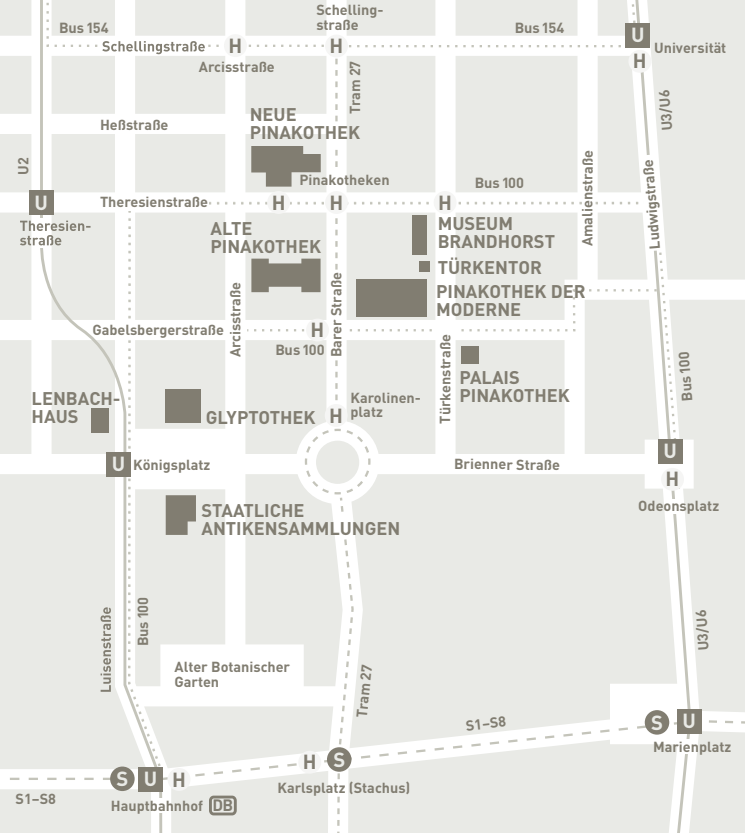 Schelling-
straße
Bus 154
Bus 154
U
Schellingstraße
H
H
Universität
H
Arcisstraße
Tram 27
U3/U6
NEUE
PINAKOTHEK
Heßstraße
U2
Pinakotheken
Bus 100
Amalienstraße
Ludwigstraße
U
Theresienstraße
H
H
H
Theresien-
straße
ALTE
PINAKOTHEK
MUSEUM
BRANDHORST
TÜRKENTOR
PINAKOTHEK DER
MODERNE
Arcisstraße
Barer Straße
Gabelsbergerstraße
H
Bus 100
Türkenstraße
PALAIS
PINAKOTHEK
Bus 100
LENBACH-
HAUS
GLYPTOTHEK
H
Karolinen-
platz
U
Königsplatz
Brienner Straße
U
H
Odeonsplatz
STAATLICHE
ANTIKENSAMMLUNGEN
Luisenstraße
Bus 100
U3/U6
Alter Botanischer
Garten
Tram 27
S1–S8
S
U
Marienplatz
H
S
Karlsplatz (Stachus)
S
U
H
S1–S8
Hauptbahnhof
DB